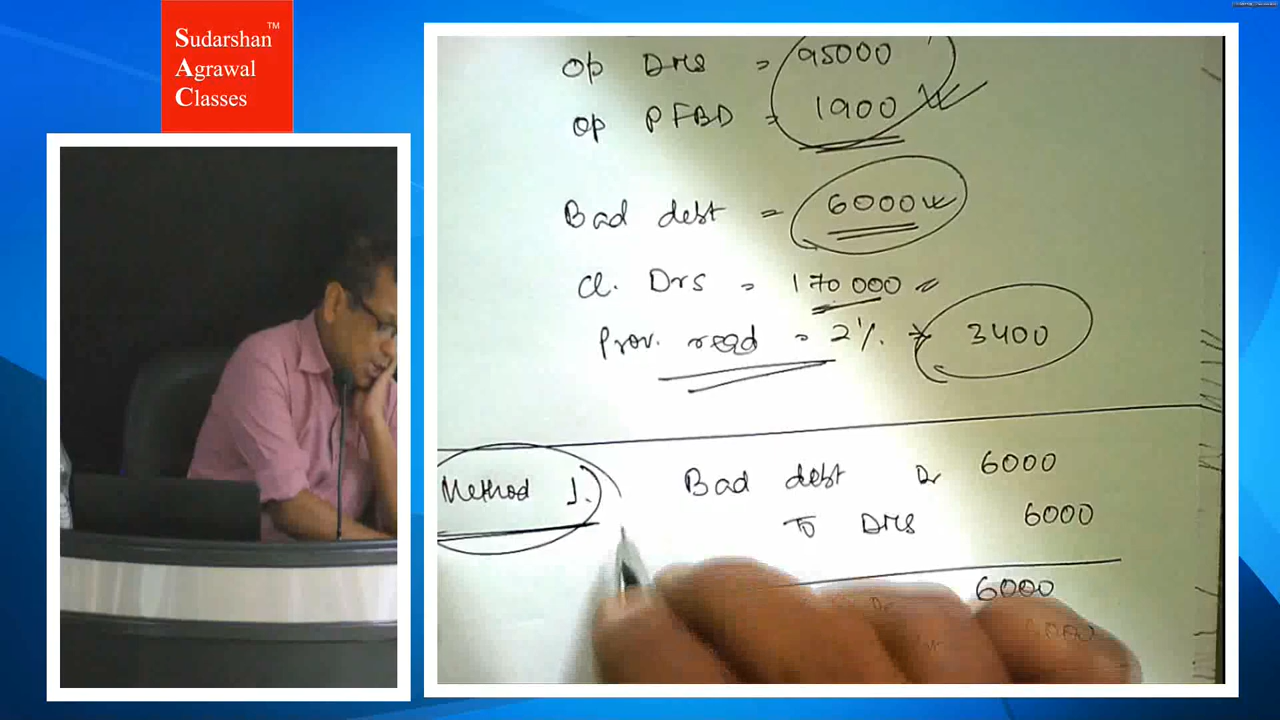 Sudarshan™
Agrawal
Classes
op Drs = 95000
op PFBD = 1900
Bad debt = 6000
Cl. Drs = 170000
Prov. reqd = 2% 3400
Method 1. Bad debt Dr 6000
To Drs 6000
6000